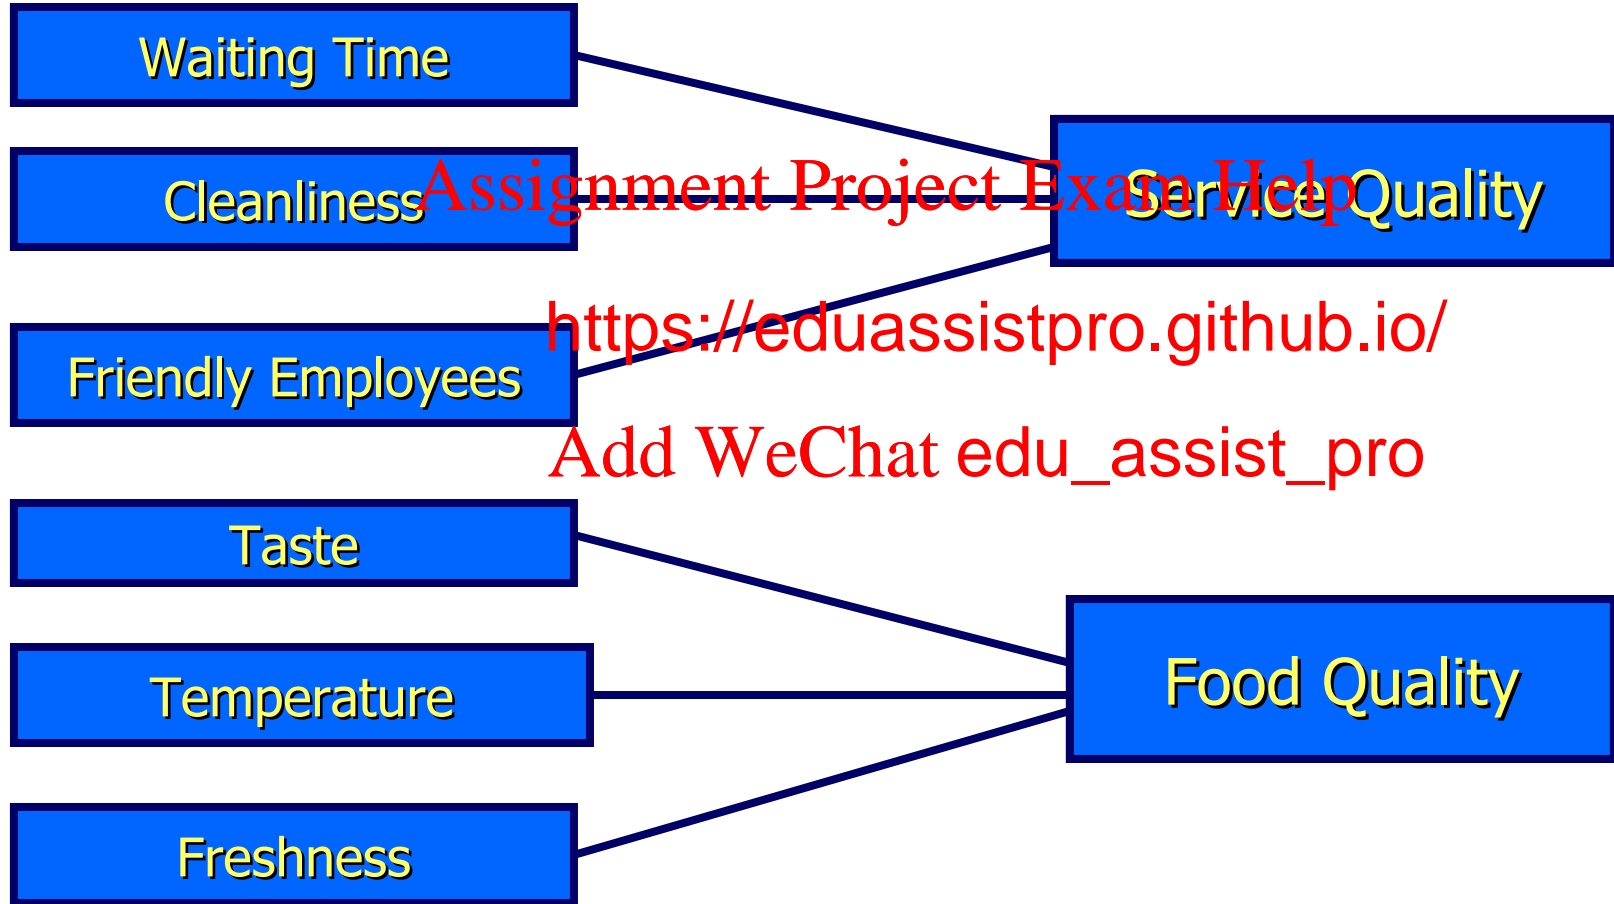 Waiting Time
Cleanliness
Assignment Project Exam Help
Service Quality
https://eduassistpro.github.io/
Friendly Employees
Add WeChat edu_assist_pro
Taste
Temperature
Food Quality
Freshness